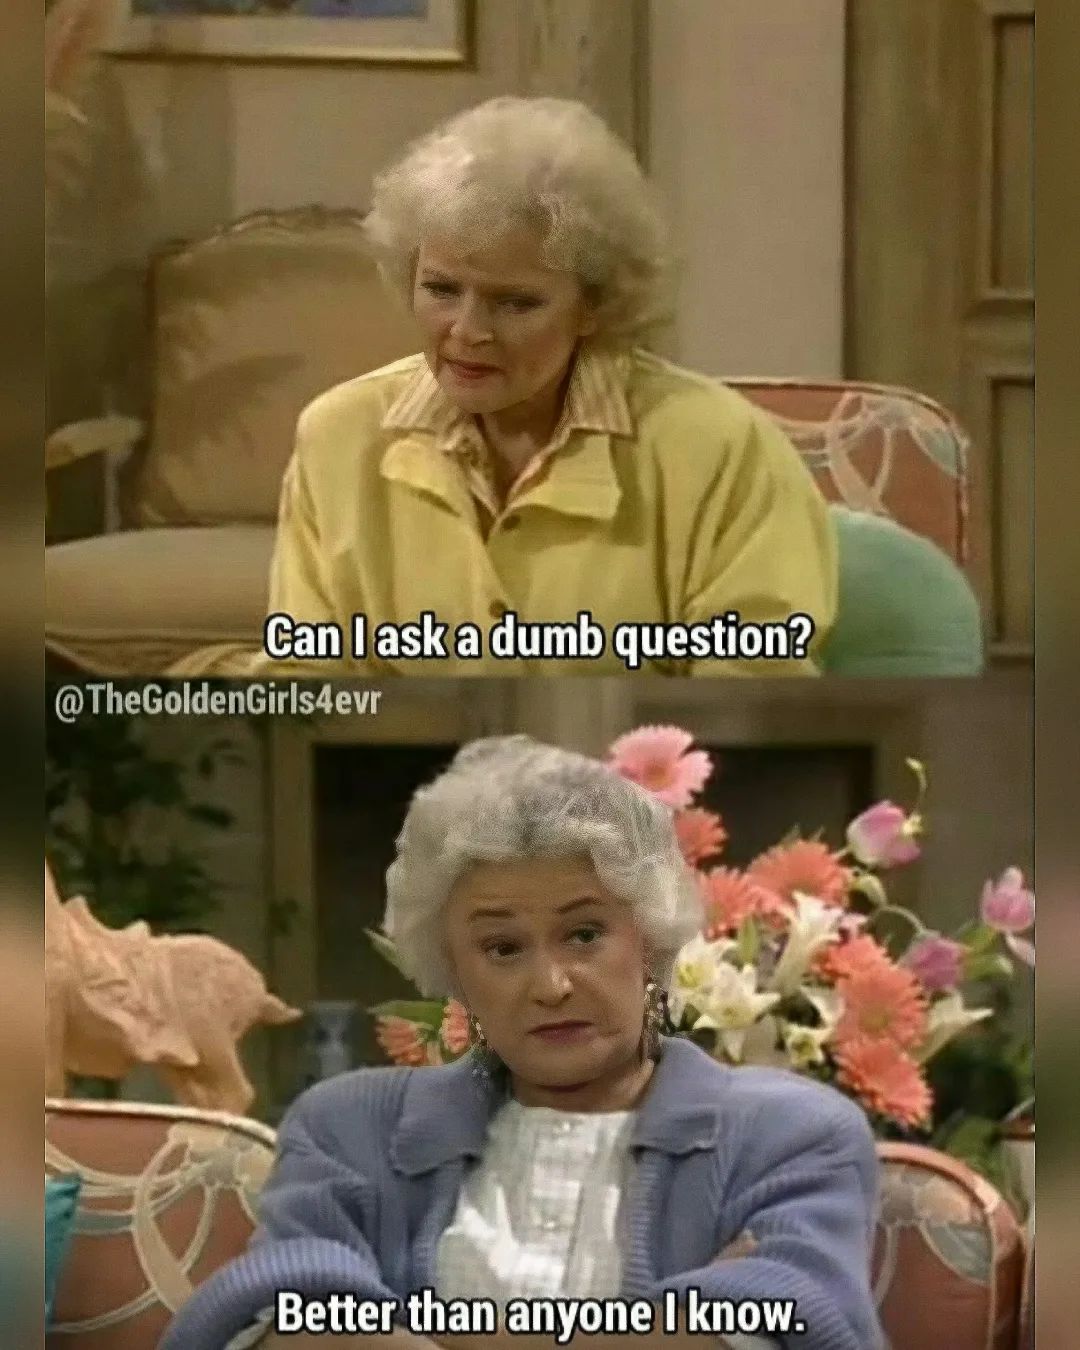 Can I ask a dumb question?
@TheGoldenGirls4evr
Better than anyone I know.